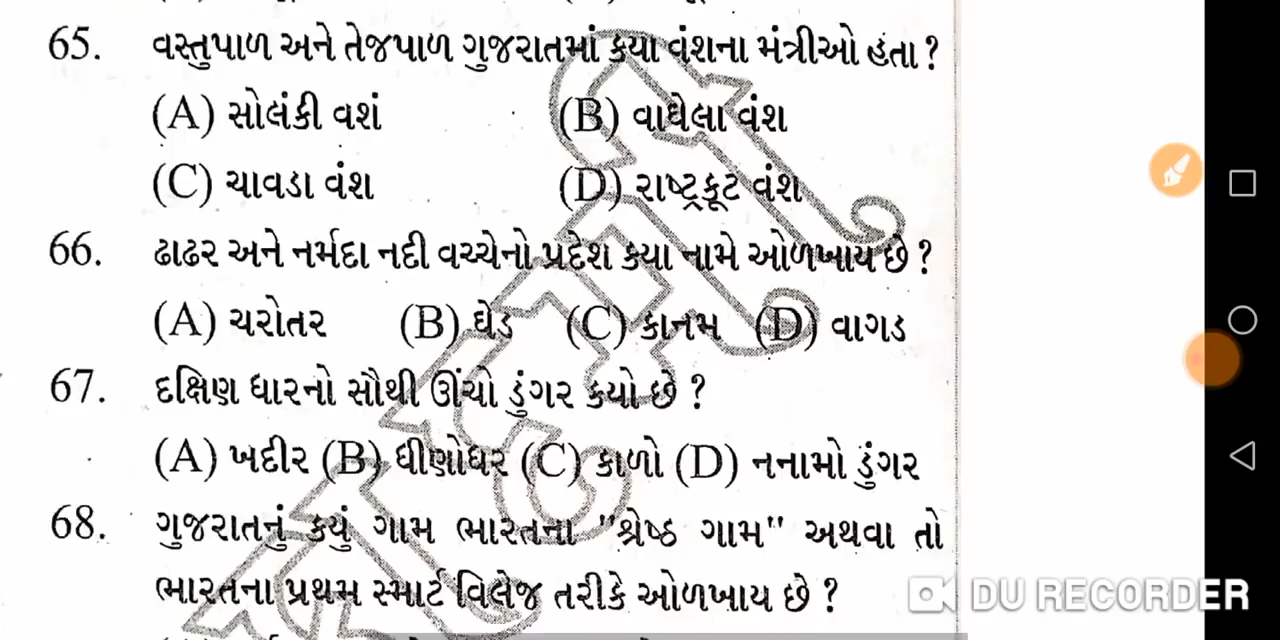 65. વસ્તુપાળ અને તેજપાળ ગુજરાતમાં કયા વંશના મંત્રીઓ હતા ?
(A) સોલંકી વશં (B) વાઘેલા વંશ
(C) ચાવડા વંશ (D) રાષ્ટ્રકૂટ વંશ
66. ઢાઢર અને નર્મદા નદી વચ્ચેનો પ્રદેશ કયા નામે ઓળખાય છે ?
(A) ચરોતર (B) ઘેડ (C) કાનમ (D) વાગડ
67. દક્ષિણ ધારનો સૌથી ઊંચો ડુંગર કયો છે ?
(A) ખદીર (B) ધીણોધર (C) કાળો (D) નનામો ડુંગર
68. ગુજરાતનું કયું ગામ ભારતના "શ્રેષ્ઠ ગામ" અથવા તો
ભારતના પ્રથમ સ્માર્ટ વિલેજ તરીકે ઓળખાય છે ?
DU RECORDER